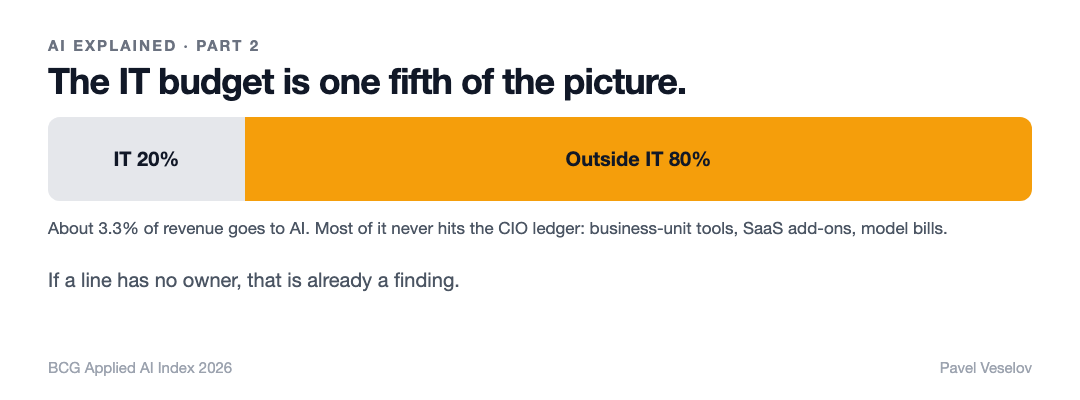 AI EXPLAINED · PART 2
The IT budget is one fifth of the picture.
IT 20%
Outside IT 80%
About 3.3% of revenue goes to AI. Most of it never hits the CIO ledger: business-unit tools, SaaS add-ons, model bills.
If a line has no owner, that is already a finding.
BCG Applied AI Index 2026
Pavel Veselov